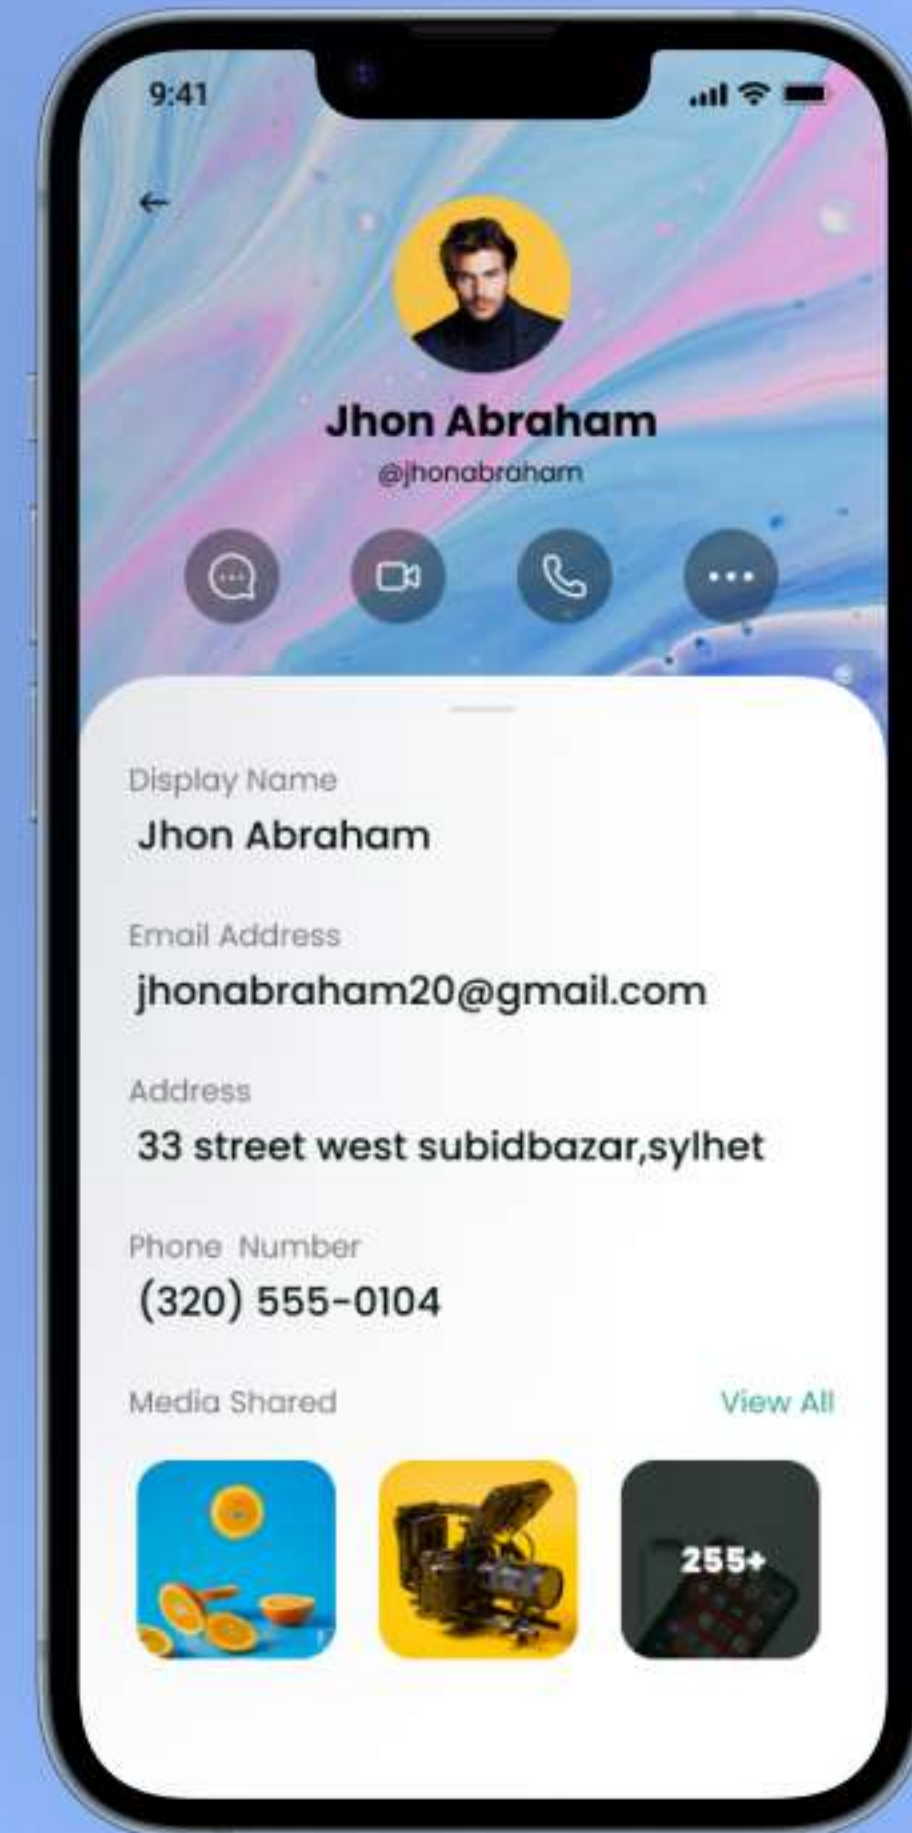 9:41
Jhon Abraham
@jhonabraham
Display Name
Jhon Abraham
Email Address
jhonabraham20@gmail.com
Address
33 street west subidbazar,sylhet
Phone Number
(320) 555-0104
Media Shared View All
255+